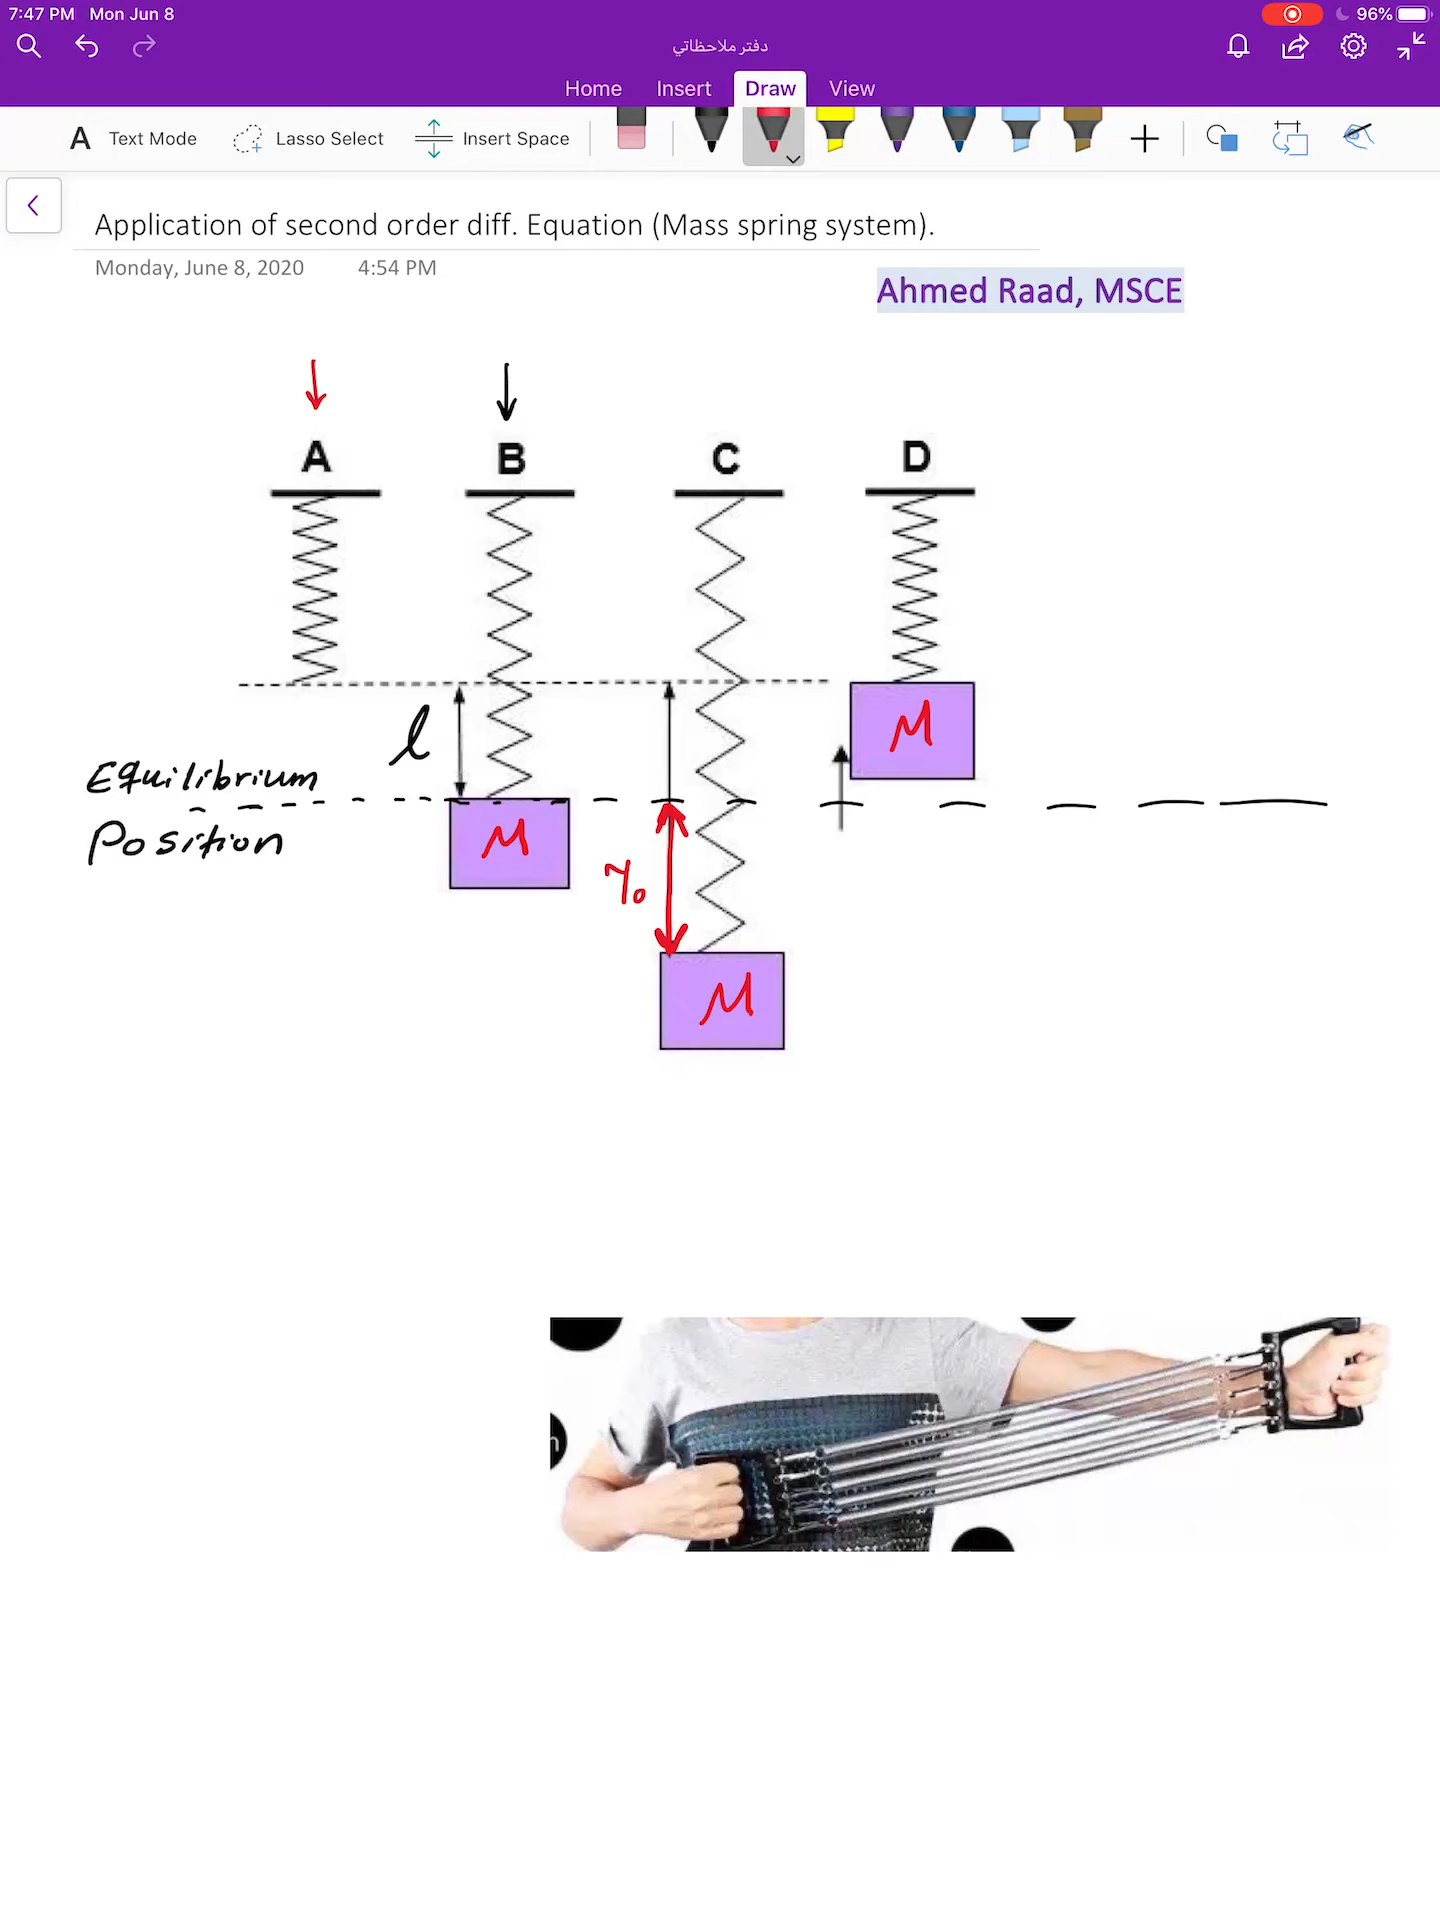 7:47 PM Mon Jun 8
96%
دفتر ملاحظاتي
Home Insert Draw View
A Text Mode Lasso Select Insert Space
Application of second order diff. Equation (Mass spring system).
Monday, June 8, 2020 4:54 PM
Ahmed Raad, MSCE
A B C D
M
l
Equilibrium
M
Position
y₀
M
n